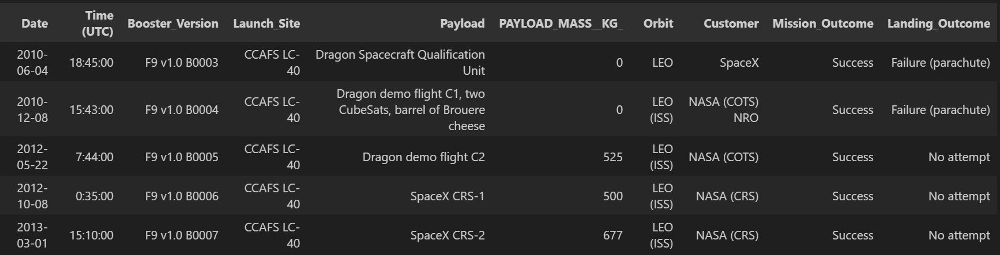 Date Time (UTC) Booster_Version Launch_Site Payload PAYLOAD_MASS__KG_ Orbit Customer Mission_Outcome Landing_Outcome
2010-06-04 18:45:00 F9 v1.0 B0003 CCAFS LC-40 Dragon Spacecraft Qualification Unit 0 LEO SpaceX Success Failure (parachute)
2010-12-08 15:43:00 F9 v1.0 B0004 CCAFS LC-40 Dragon demo flight C1, two CubeSats, barrel of Brouere cheese 0 LEO (ISS) NASA (COTS) NRO Success Failure (parachute)
2012-05-22 7:44:00 F9 v1.0 B0005 CCAFS LC-40 Dragon demo flight C2 525 LEO (ISS) NASA (COTS) Success No attempt
2012-10-08 0:35:00 F9 v1.0 B0006 CCAFS LC-40 SpaceX CRS-1 500 LEO (ISS) NASA (CRS) Success No attempt
2013-03-01 15:10:00 F9 v1.0 B0007 CCAFS LC-40 SpaceX CRS-2 677 LEO (ISS) NASA (CRS) Success No attempt